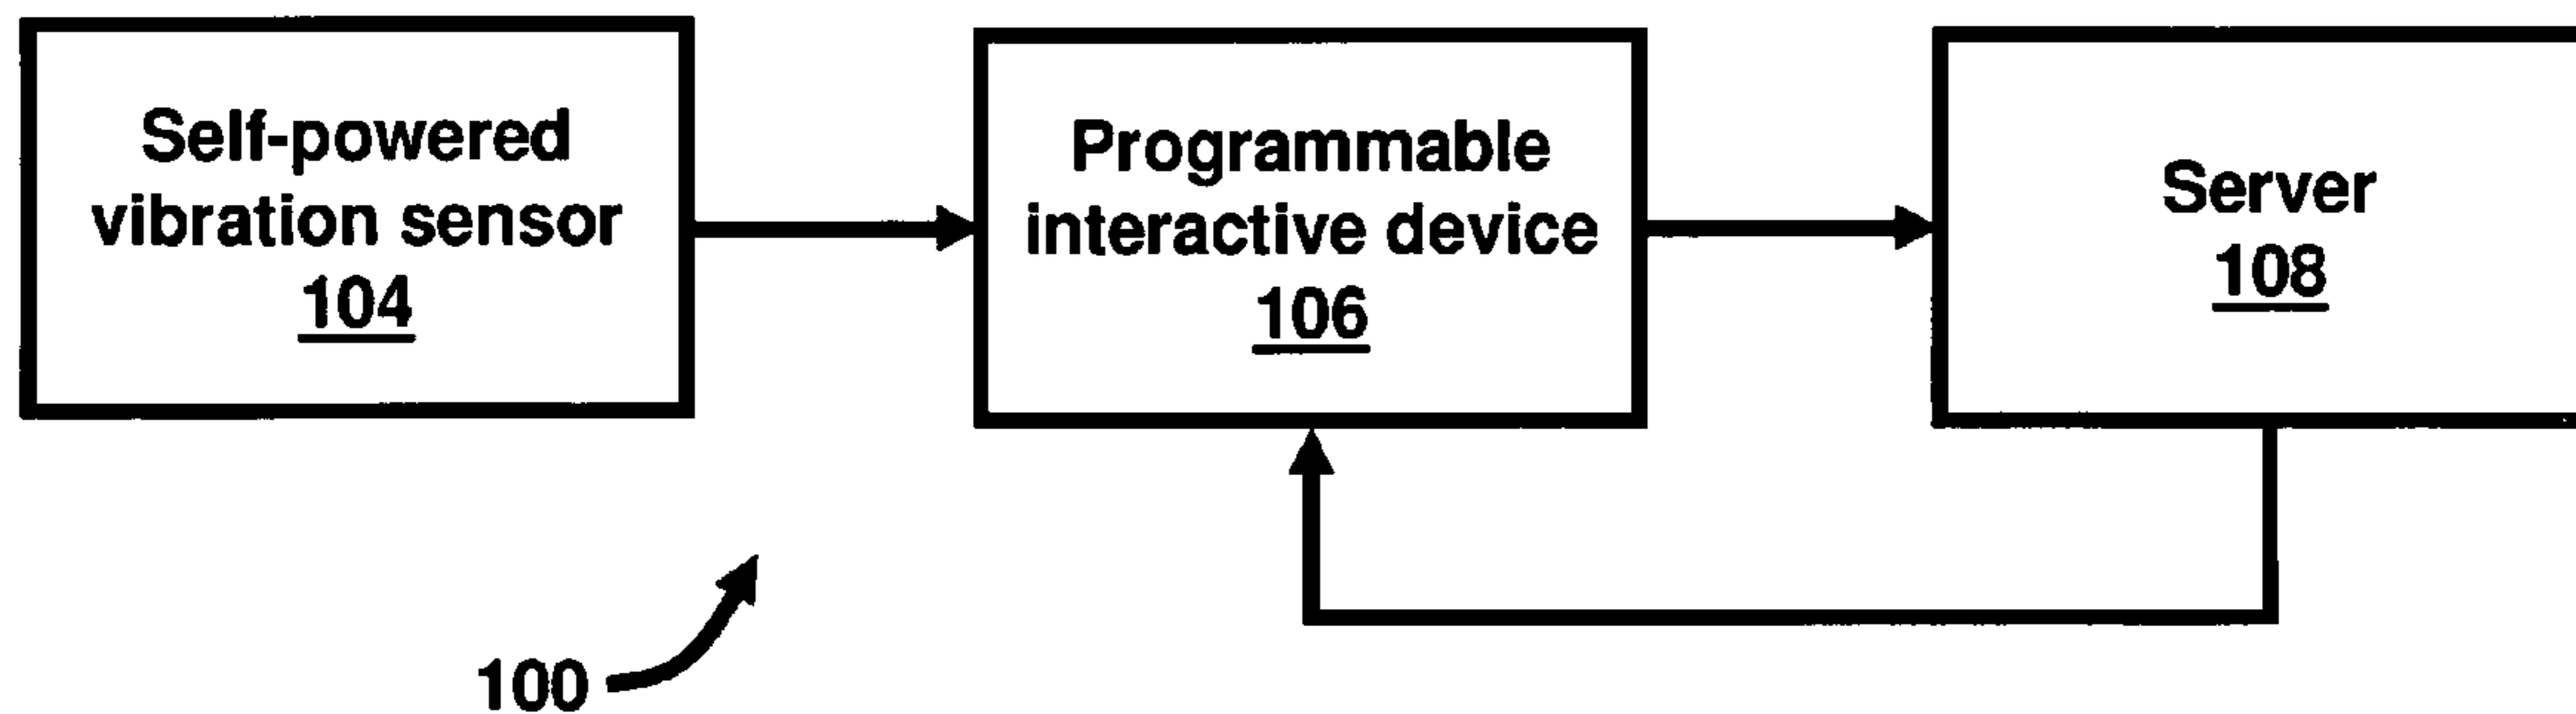 Self-powered
vibration sensor
104
Programmable
interactive device
106
Server
108
100